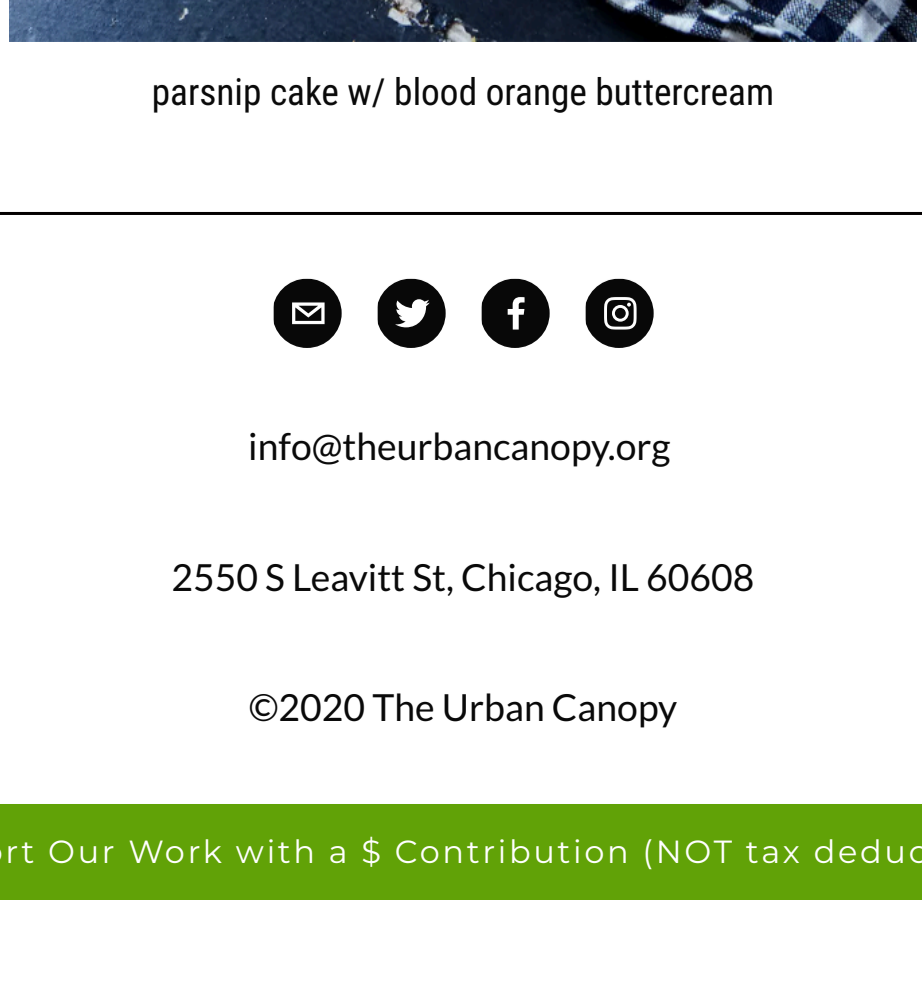 parsnip cake w/ blood orange buttercream
info@theurbancanopy.org
2550 S Leavitt St, Chicago, IL 60608
©2020 The Urban Canopy
Our Work with a $ Contribution (NOT tax